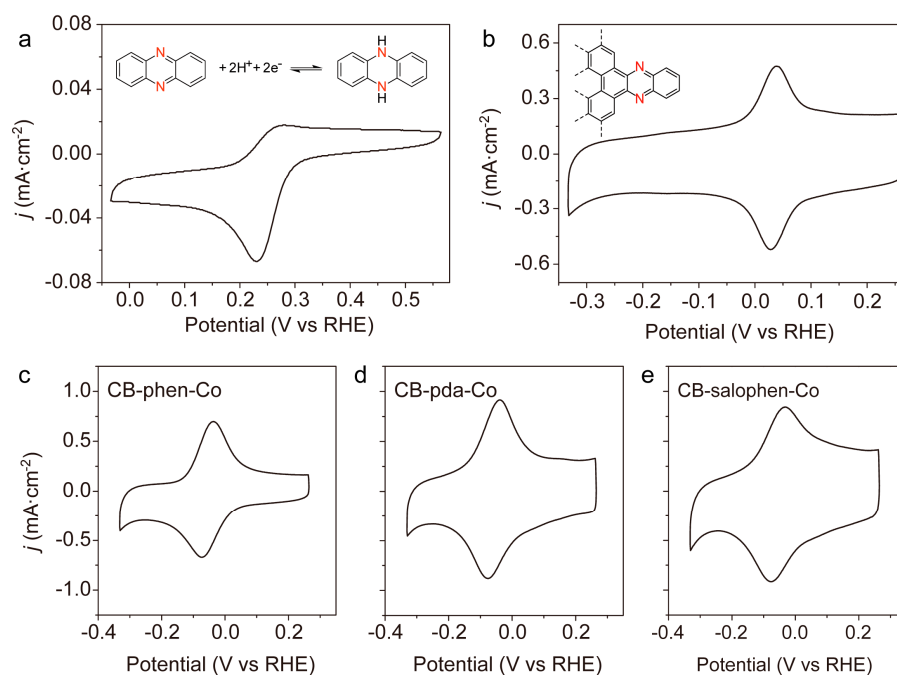 a
0.08
0.04
0.00
-0.04
-0.08
j (mA·cm⁻²)
N
N
+ 2H⁺ + 2e⁻
H
N
N
H
0.0 0.1 0.2 0.3 0.4 0.5
Potential (V vs RHE)
b
0.6
0.3
0.0
-0.3
-0.6
j (mA·cm⁻²)
N
N
-0.3 -0.2 -0.1 0.0 0.1 0.2
Potential (V vs RHE)
c
CB-phen-Co
1.0
0.5
0.0
-0.5
-1.0
j (mA·cm⁻²)
-0.4 -0.2 0.0 0.2
Potential (V vs RHE)
d
CB-pda-Co
-0.4 -0.2 0.0 0.2
Potential (V vs RHE)
e
CB-salophen-Co
-0.4 -0.2 0.0 0.2
Potential (V vs RHE)